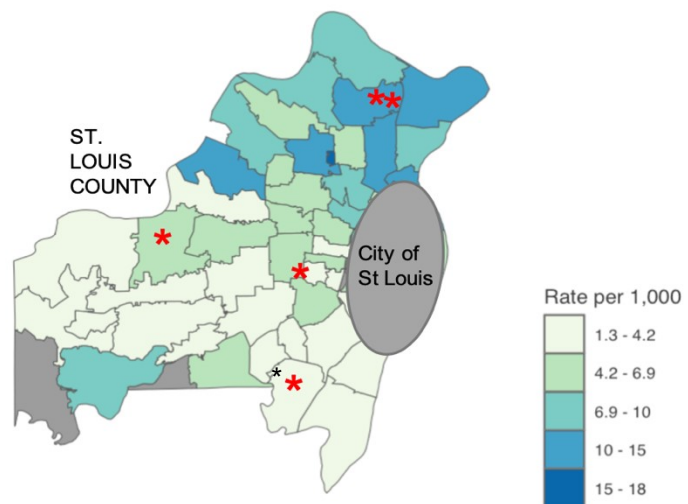 ST.
LOUIS
COUNTY
* *
*
City of
St Louis
*
*
*
Rate per 1,000
1.3 - 4.2
4.2 - 6.9
6.9 - 10
10 - 15
15 - 18